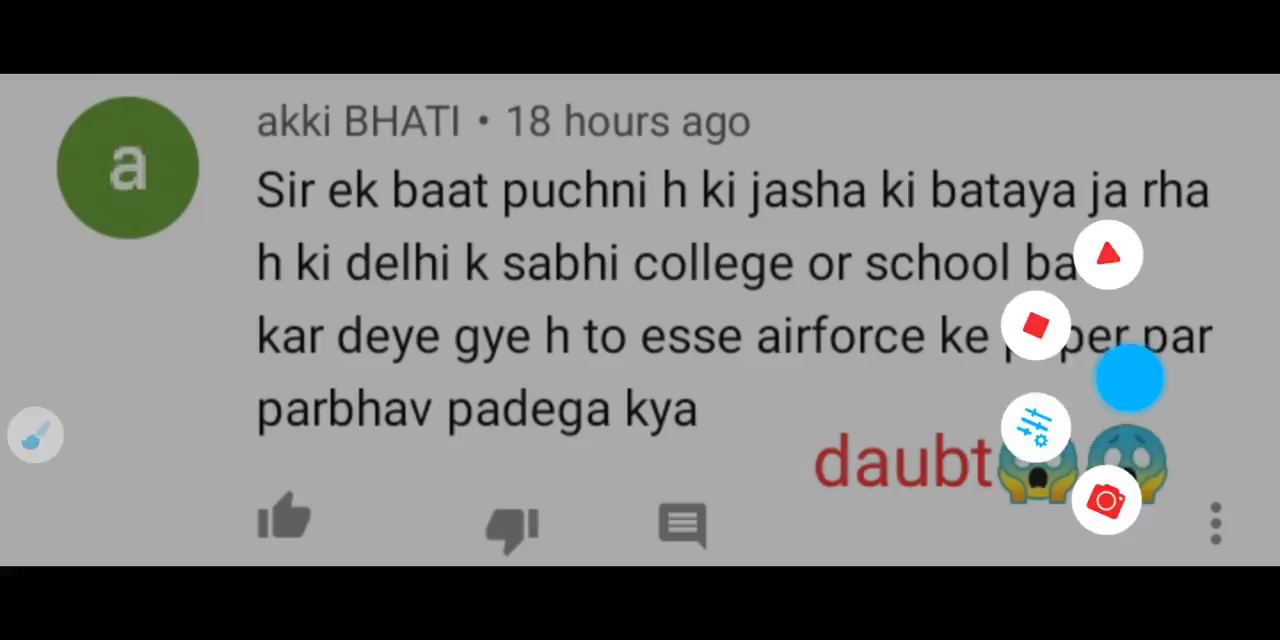 a
akki BHATI • 18 hours ago
Sir ek baat puchni h ki jasha ki bataya ja rha
h ki delhi k sabhi college or school
kar deye gye h to esse airforce ke par
parbhav padega kya
daubt